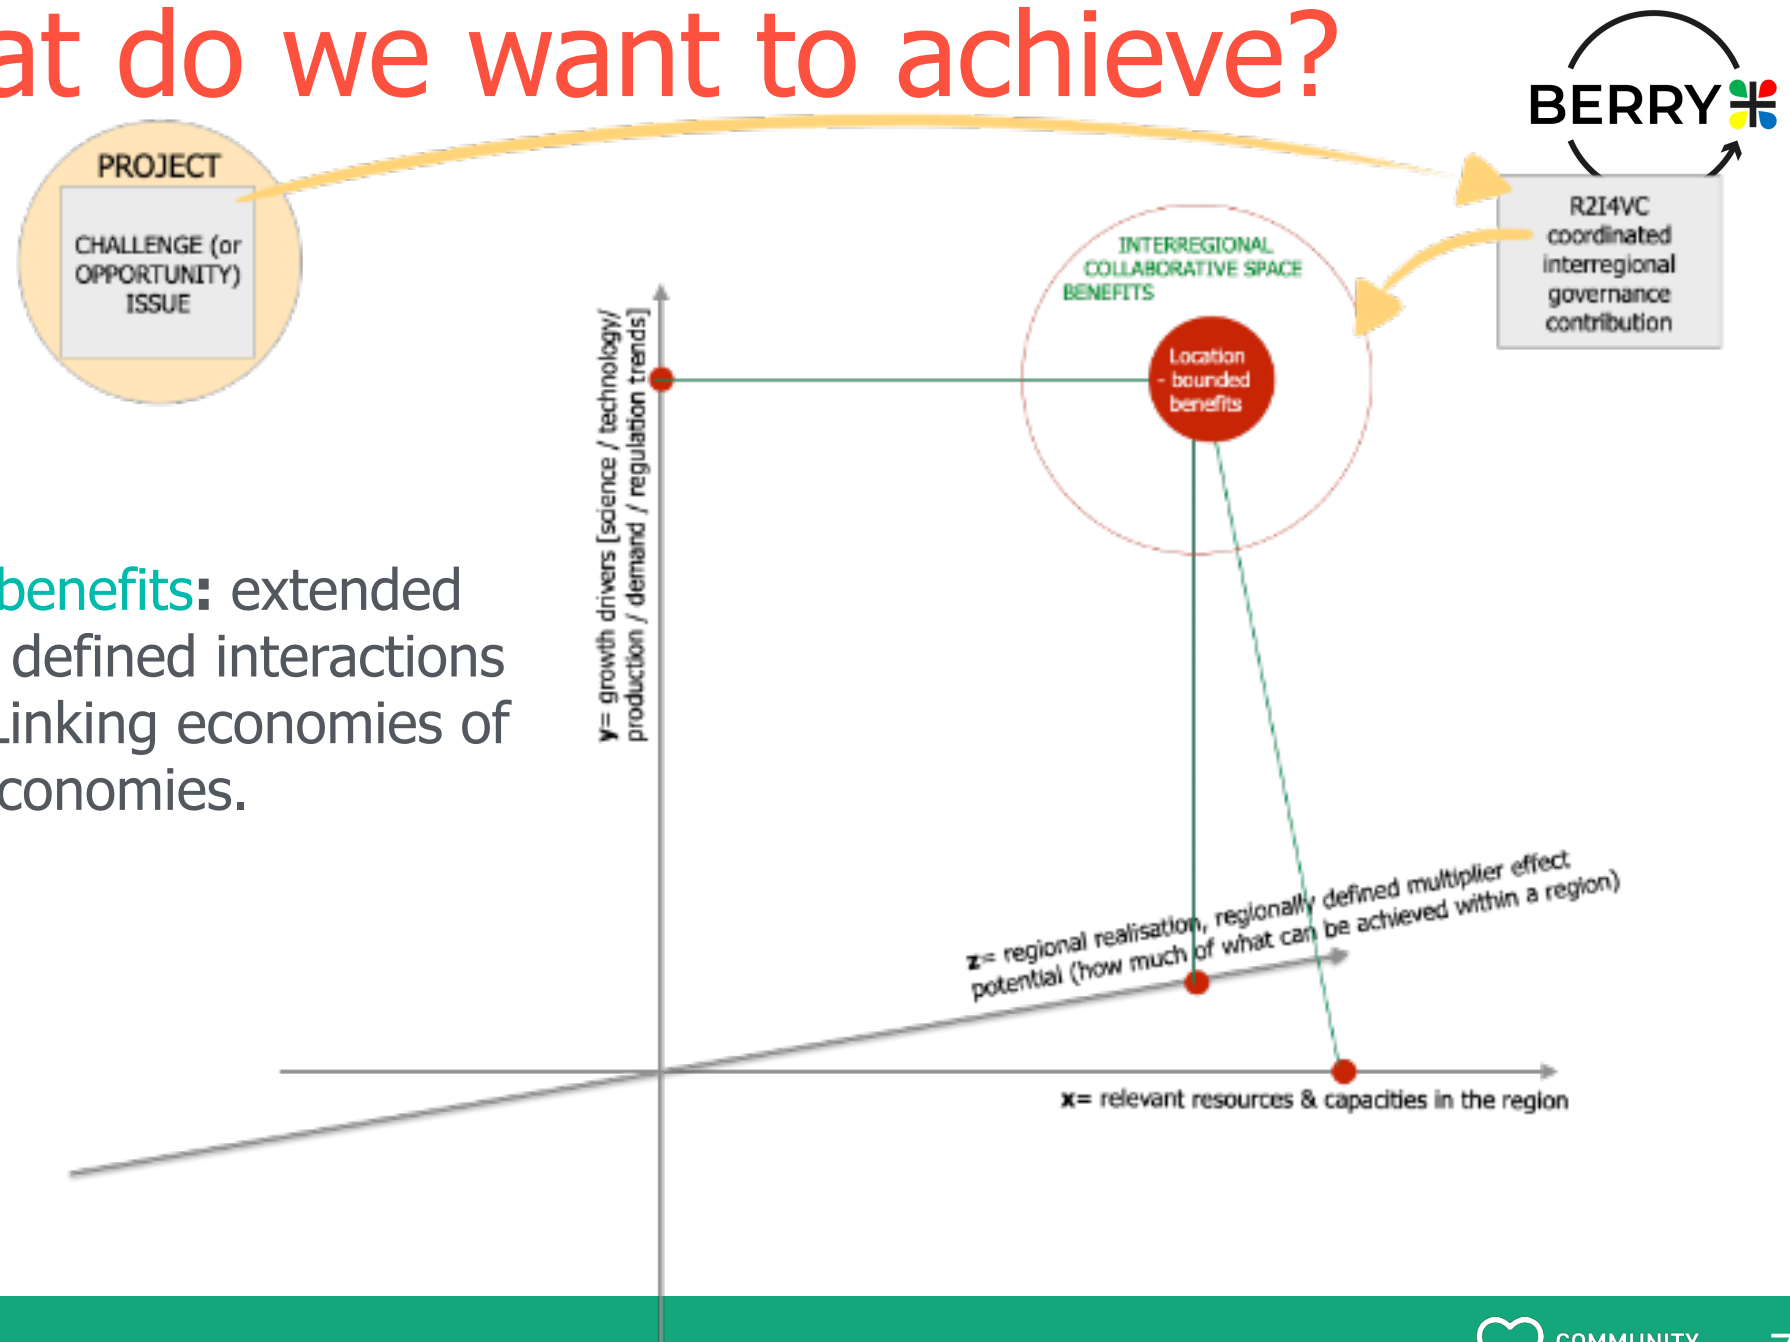 at do we want to achieve?
BERRY
PROJECT
CHALLENGE (or
OPPORTUNITY)
ISSUE
R2I4VC
coordinated
interregional
governance
contribution
INTERREGIONAL
COLLABORATIVE SPACE
BENEFITS
Location
- bounded
benefits
y= growth drivers [science / technology/
production / demand / regulation trends]
benefits: extended
defined interactions
Linking economies of
conomies.
z= regional realisation, regionally defined multiplier effect
potential (how much of what can be achieved within a region)
x= relevant resources & capacities in the region
COMMUNITY